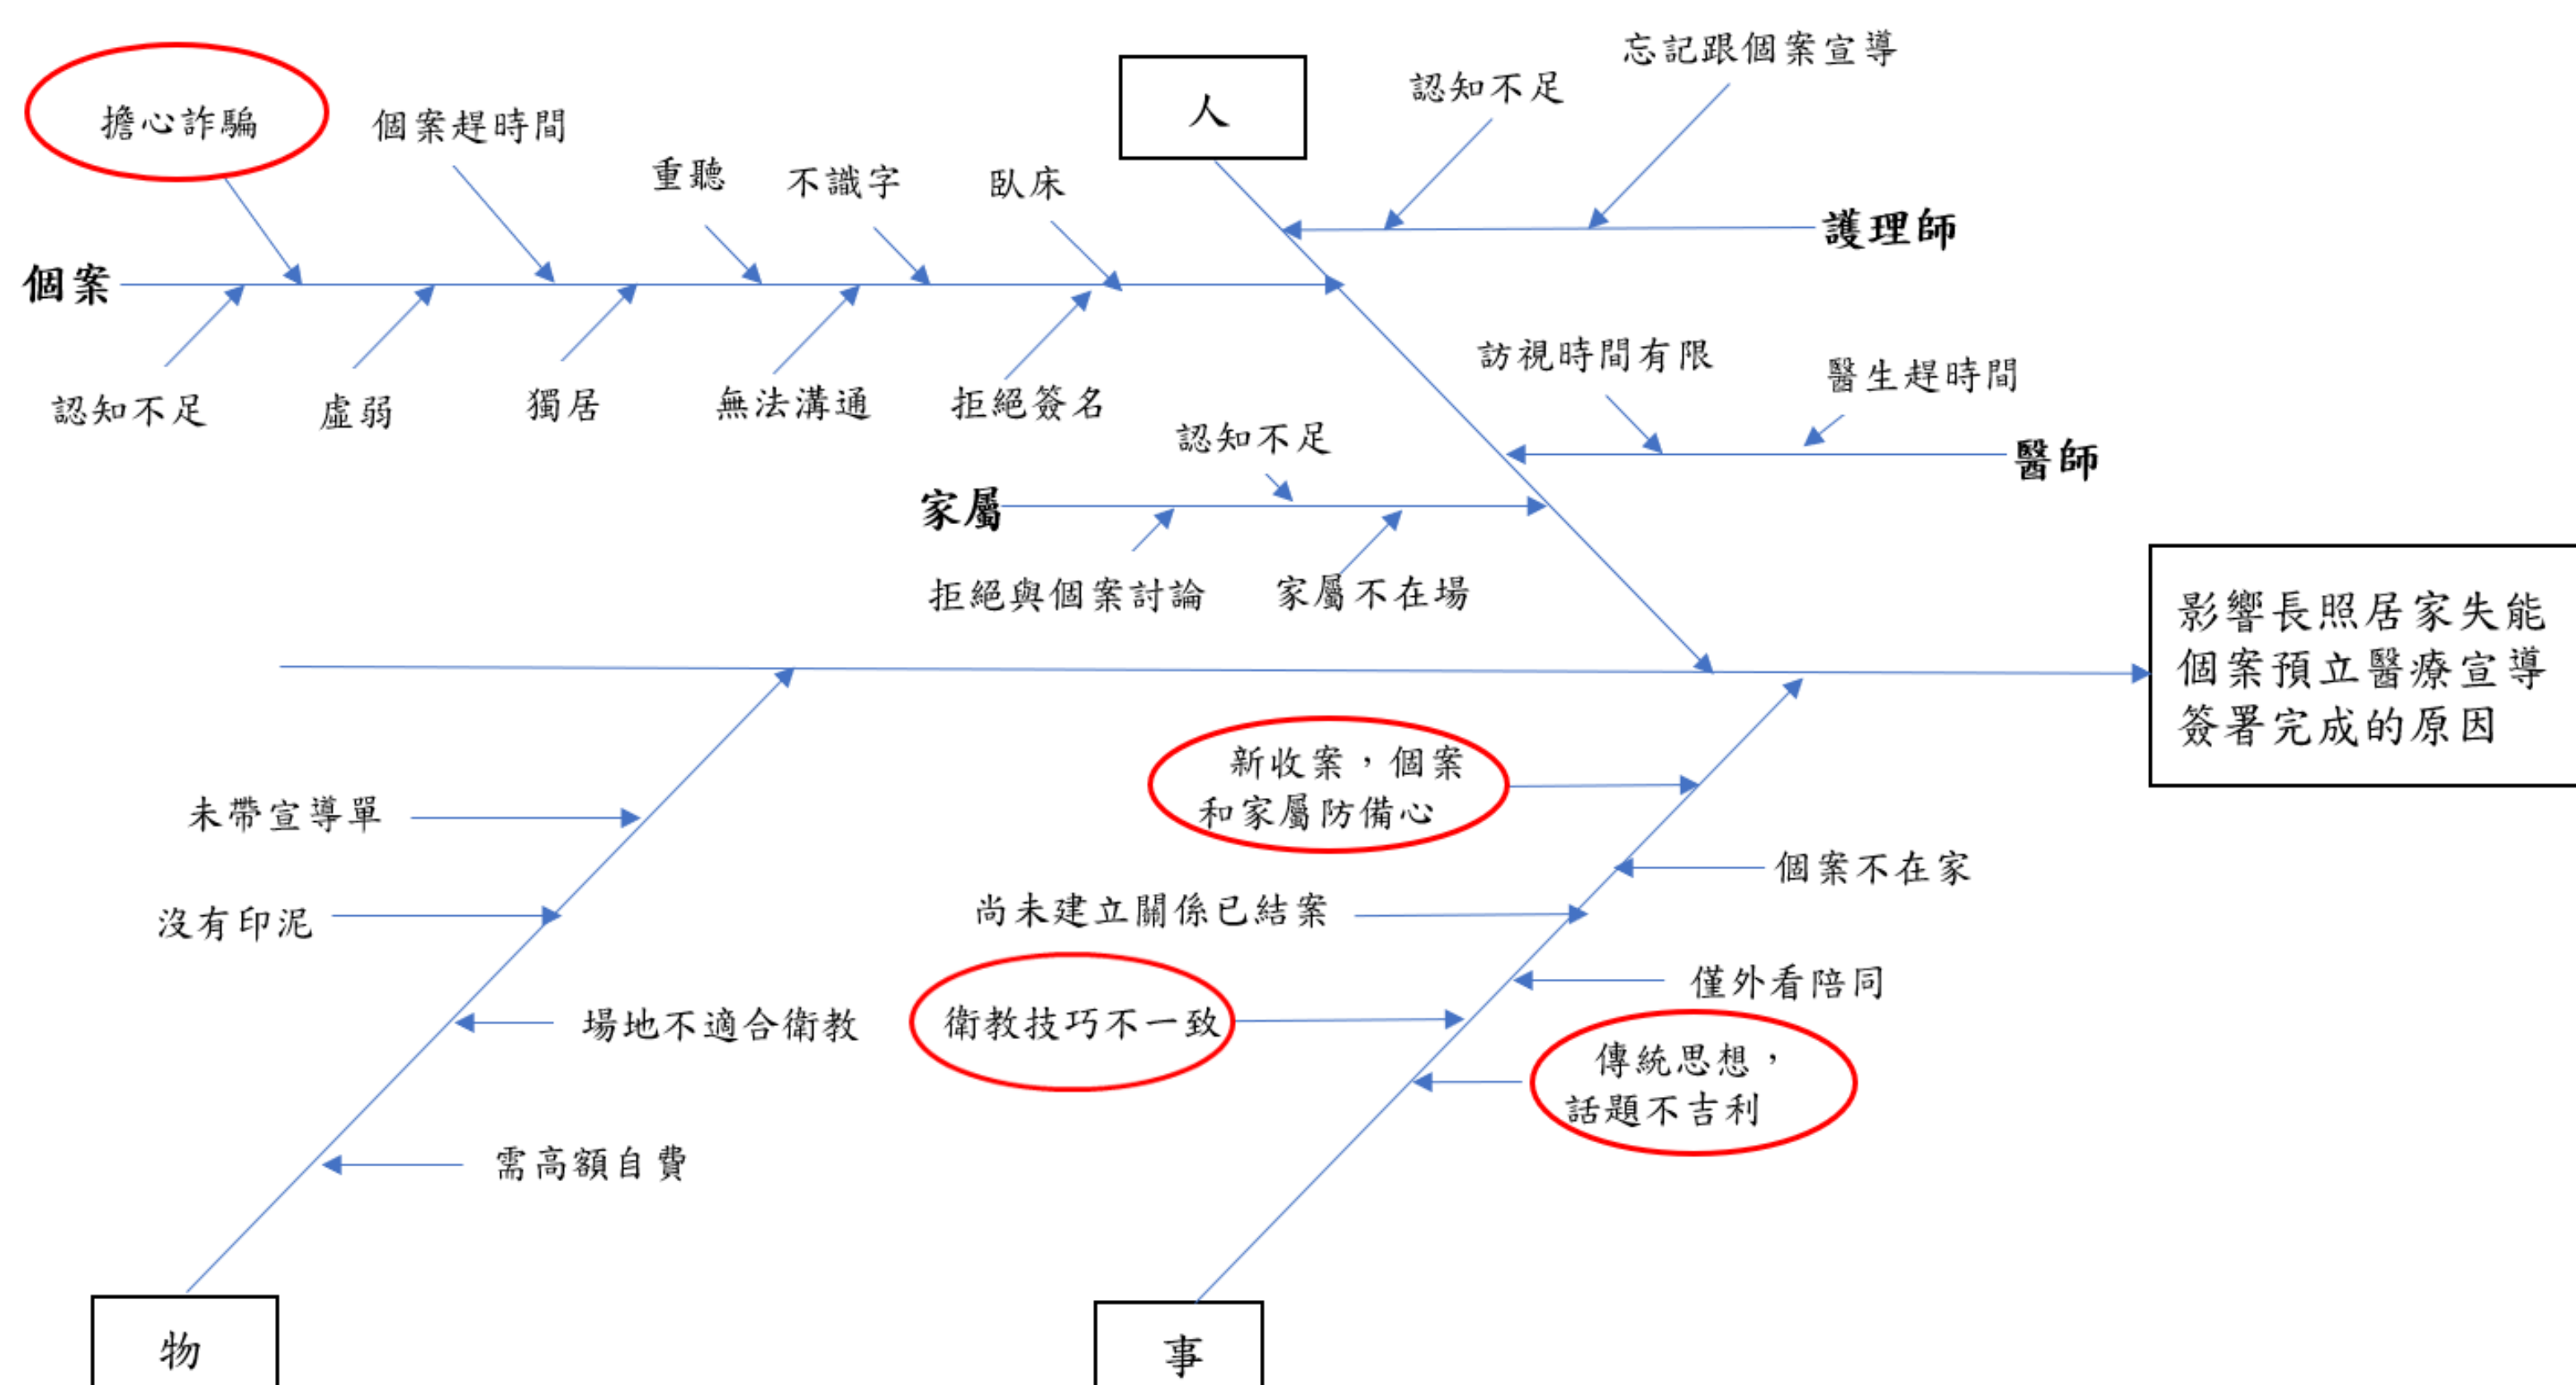 人
忘記跟個案宣導
認知不足
護理師
擔心詐騙
個案趕時間
重聽
不識字
臥床
個案
認知不足
虛弱
獨居
無法溝通
拒絕簽名
訪視時間有限
醫生趕時間
醫師
認知不足
家屬
拒絕與個案討論
家屬不在場
影響長照居家失能
個案預立醫療宣導
簽署完成的原因
未帶宣導單
沒有印泥
場地不適合衛教
需高額自費
物
新收案，個案
和家屬防備心
個案不在家
尚未建立關係已結案
僅外看陪同
衛教技巧不一致
傳統思想，
話題不吉利
事